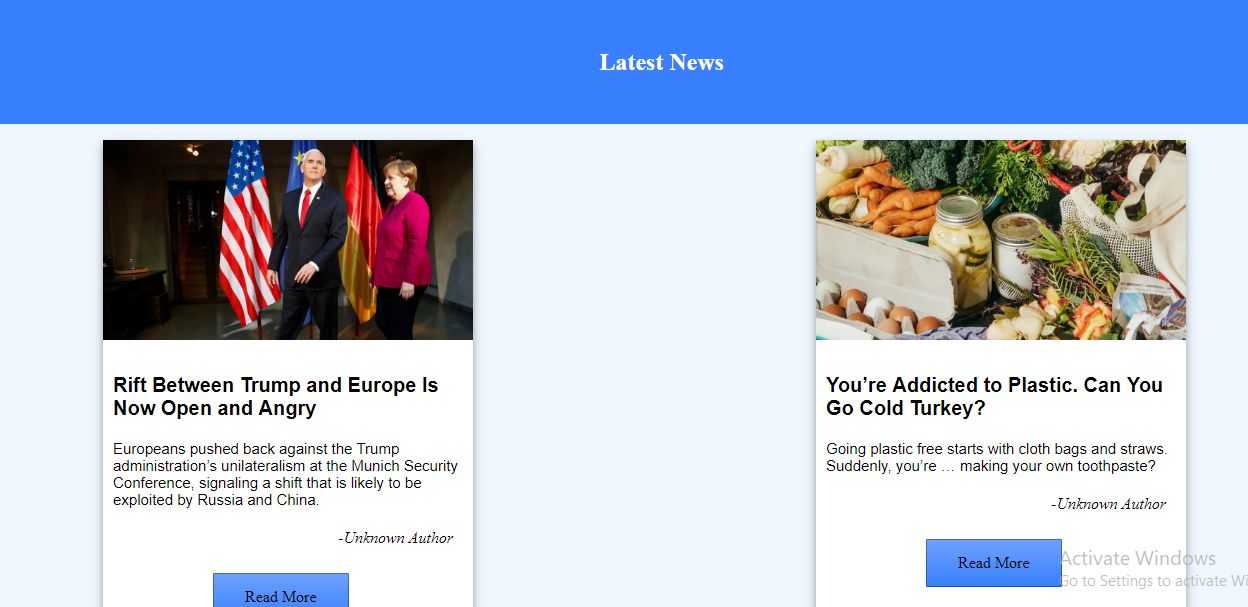 Latest News
Rift Between Trump and Europe Is
Now Open and Angry
Europeans pushed back against the Trump
administration’s unilateralism at the Munich Security
Conference, signaling a shift that is likely to be
exploited by Russia and China.
-Unknown Author
Read More
You’re Addicted to Plastic. Can You
Go Cold Turkey?
Going plastic free starts with cloth bags and straws.
Suddenly, you’re … making your own toothpaste?
-Unknown Author
Read More
Activate Windows
Go to Settings to activate Wi